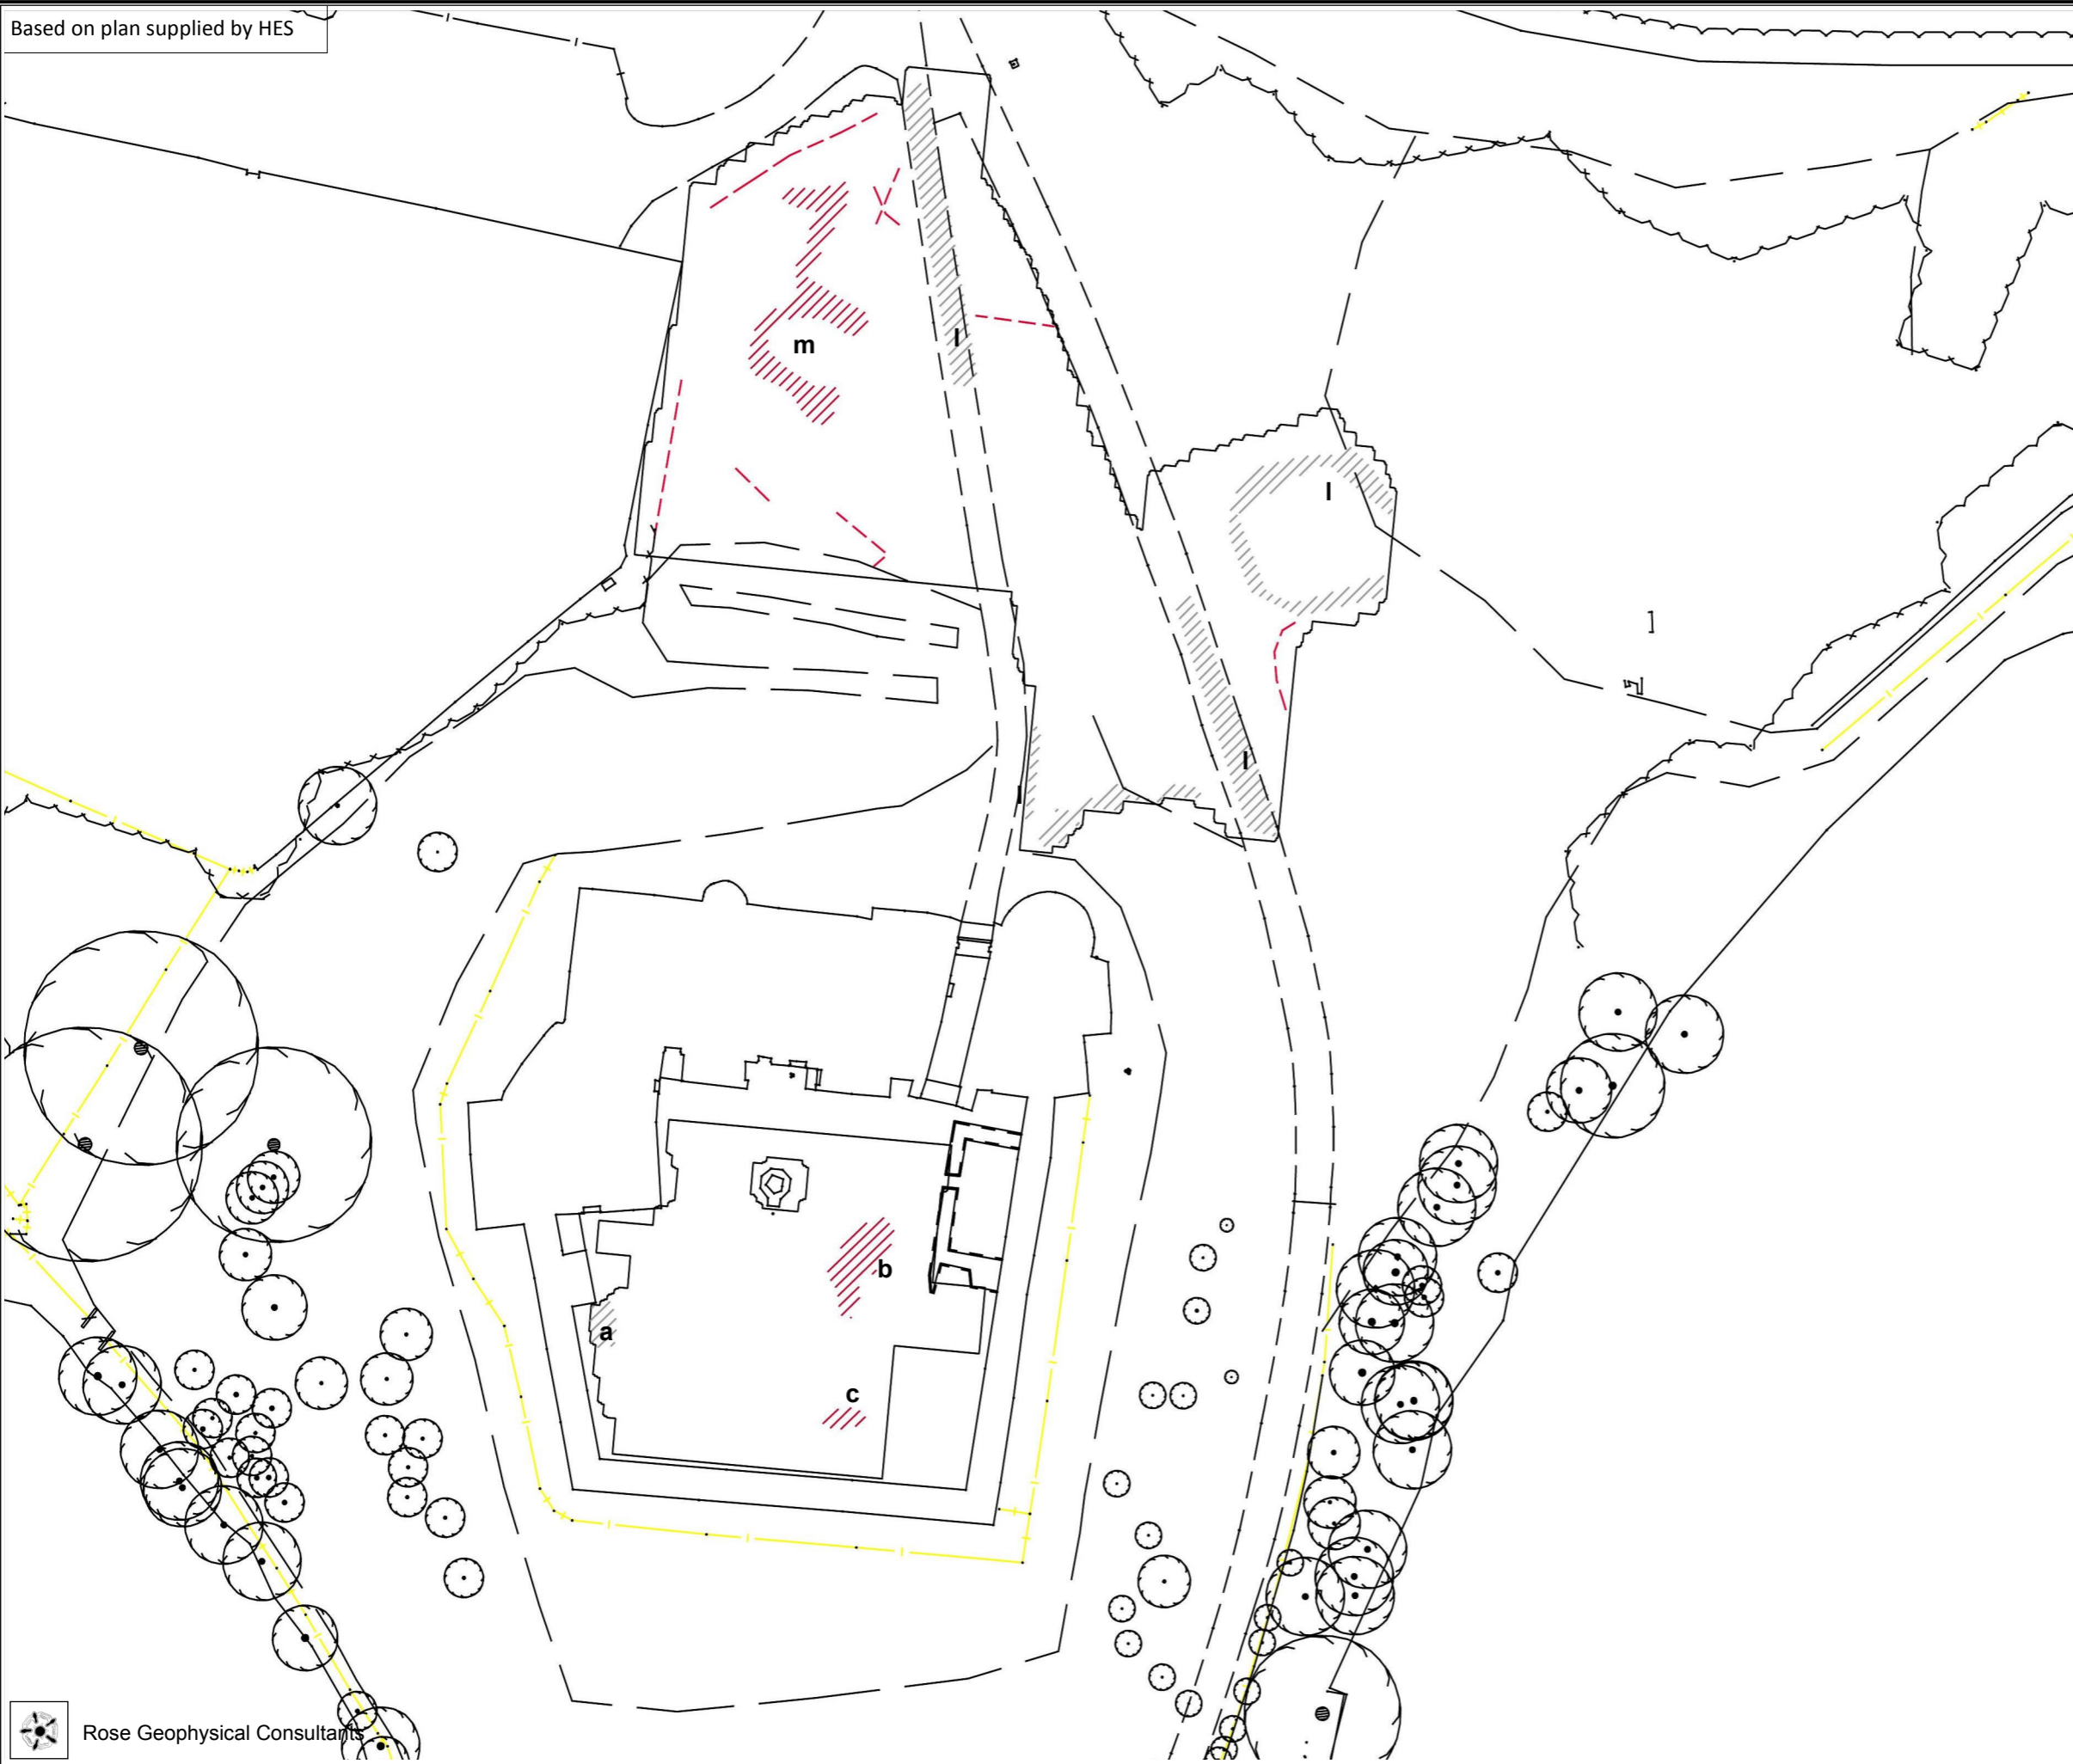 Based on plan supplied by HES
m
l
l
l
l
b
a
c
Rose Geophysical Consultants